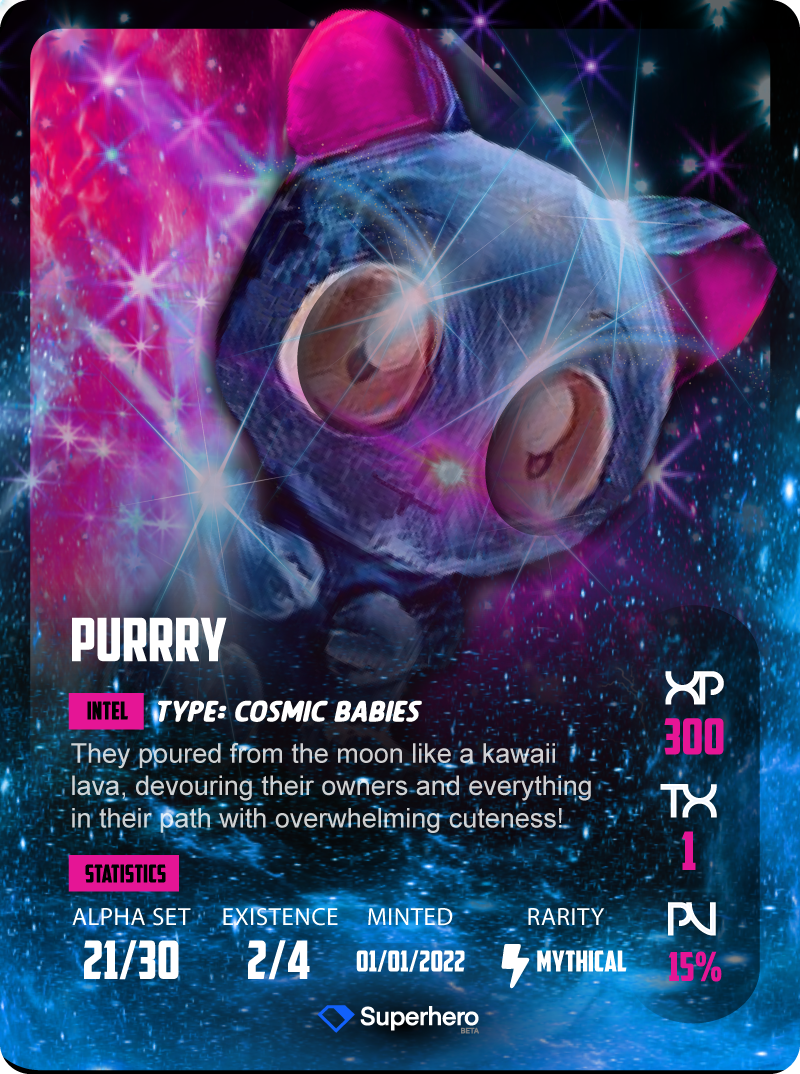 PURRRY
INTEL TYPE: COSMIC BABIES
They poured from the moon like a kawaii
lava, devouring their owners and everything
in their path with overwhelming cuteness!
STATISTICS
ALPHA SET EXISTENCE MINTED RARITY
21/30 2/4 01/01/2022 MYTHICAL
XP
300
TX
1
PV
15%
Superhero
BETA